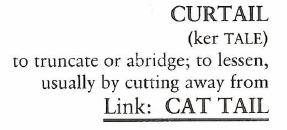 CURTAIL
(ker TALE)
to truncate or abridge; to lessen,
usually by cutting away from
Link: CAT TAIL